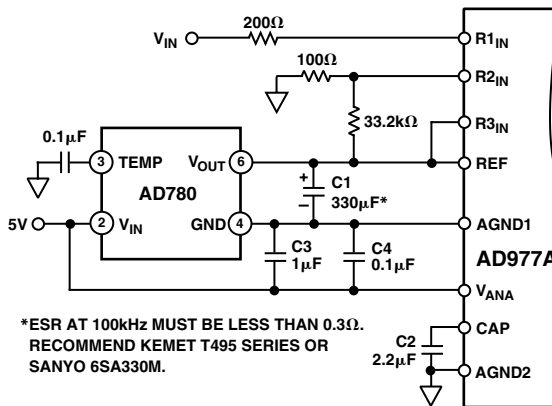 200Ω
V_IN
R1_IN
100Ω
R2_IN
33.2kΩ
R3_IN
0.1µF
3 TEMP V_OUT 6
REF
AD780
+
C1
330µF*
–
5V
2 V_IN GND 4
AGND1
C3
1µF
C4
0.1µF
AD977A
V_ANA
*ESR AT 100kHz MUST BE LESS THAN 0.3Ω.
RECOMMEND KEMET T495 SERIES OR
SANYO 6SA330M.
CAP
C2
2.2µF
AGND2